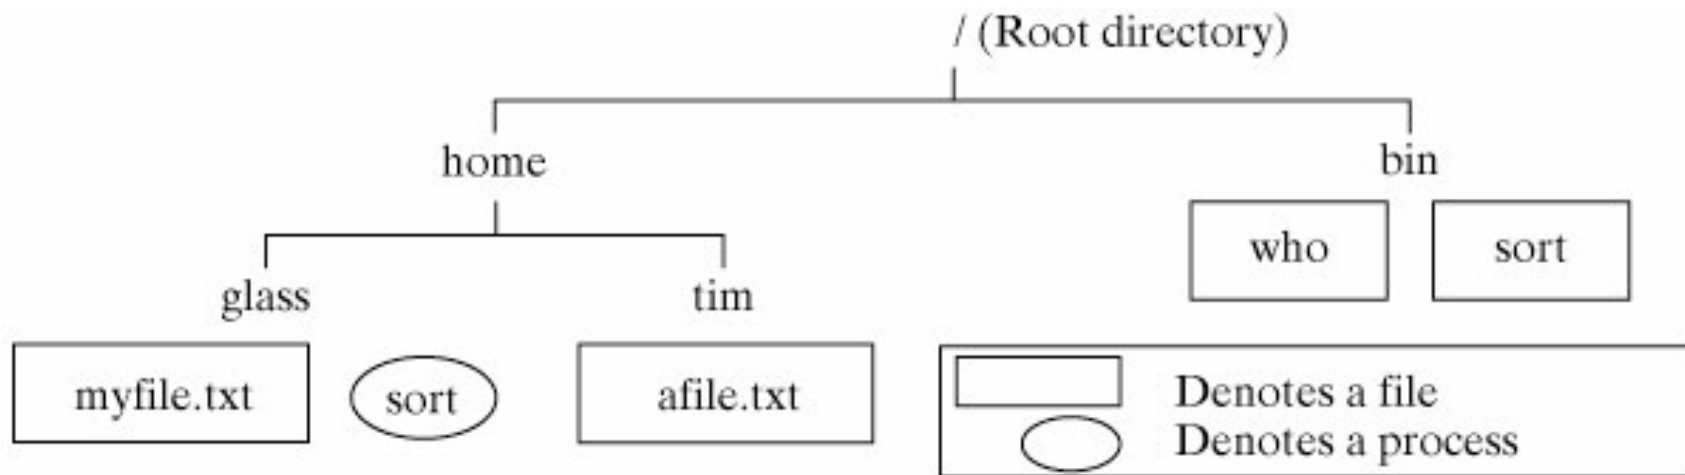 / (Root directory)
home
bin
who
sort
glass
tim
myfile.txt
sort
afile.txt
Denotes a file
Denotes a process